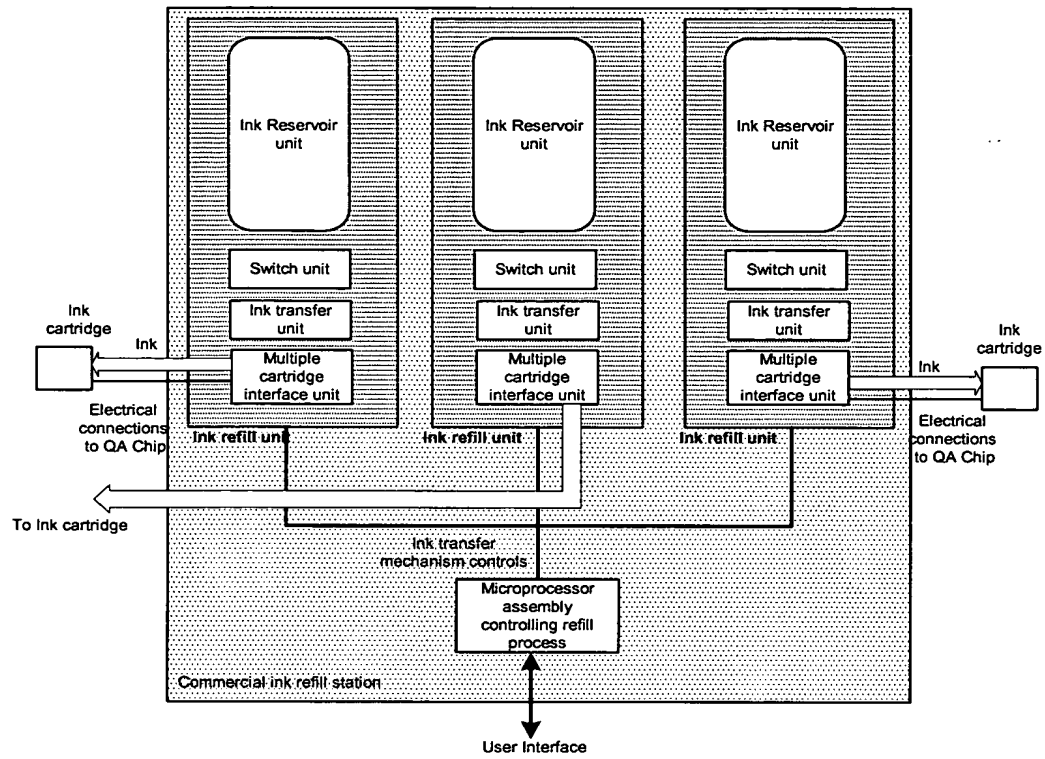 Ink Reservoir
unit
Ink Reservoir
unit
Ink Reservoir
unit
Switch unit
Switch unit
Switch unit
Ink transfer
unit
Ink transfer
unit
Ink transfer
unit
Multiple
cartridge
interface unit
Multiple
cartridge
interface unit
Multiple
cartridge
interface unit
Ink
cartridge
Ink
Electrical
connections
to QA Chip
Ink
cartridge
Ink
Electrical
connections
to QA Chip
Ink refill unit
Ink refill unit
Ink refill unit
To Ink cartridge
Ink transfer
mechanism controls
Microprocessor
assembly
controlling refill
process
Commercial ink refill station
User Interface